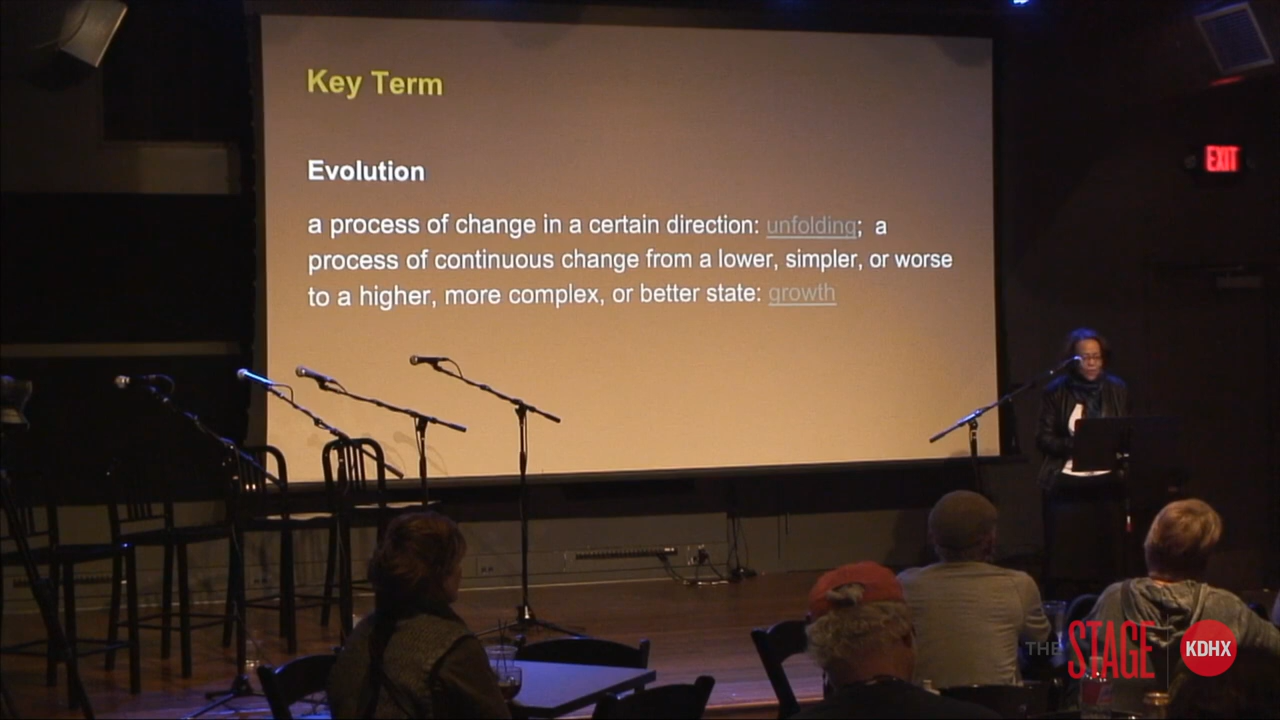 Key Term
Evolution
a process of change in a certain direction: unfolding;  a
process of continuous change from a lower, simpler, or worse
to a higher, more complex, or better state: growth
EXIT
THE STAGE
KDHX